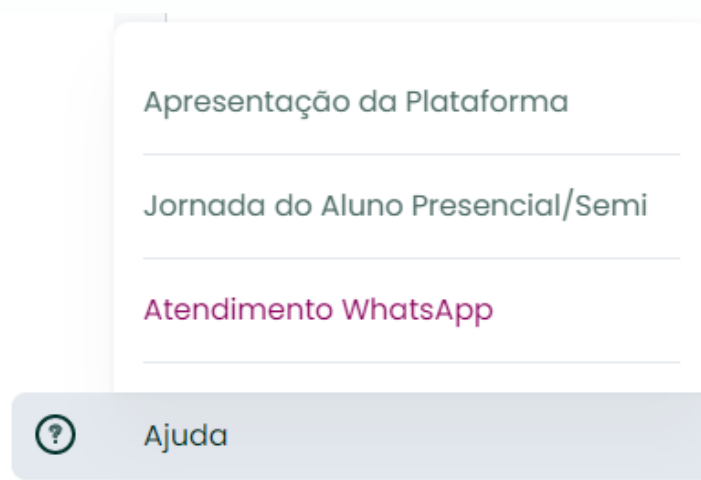 Apresentação da Plataforma
Jornada do Aluno Presencial/Semi
Atendimento WhatsApp
Ajuda